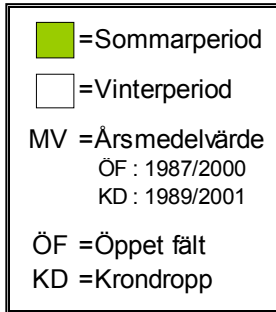 =Sommarperiod
=Vinterperiod
MV =Årsmedelvärde
ÖF : 1987/2000
KD : 1989/2001
ÖF =Öppet fält
KD =Krondropp